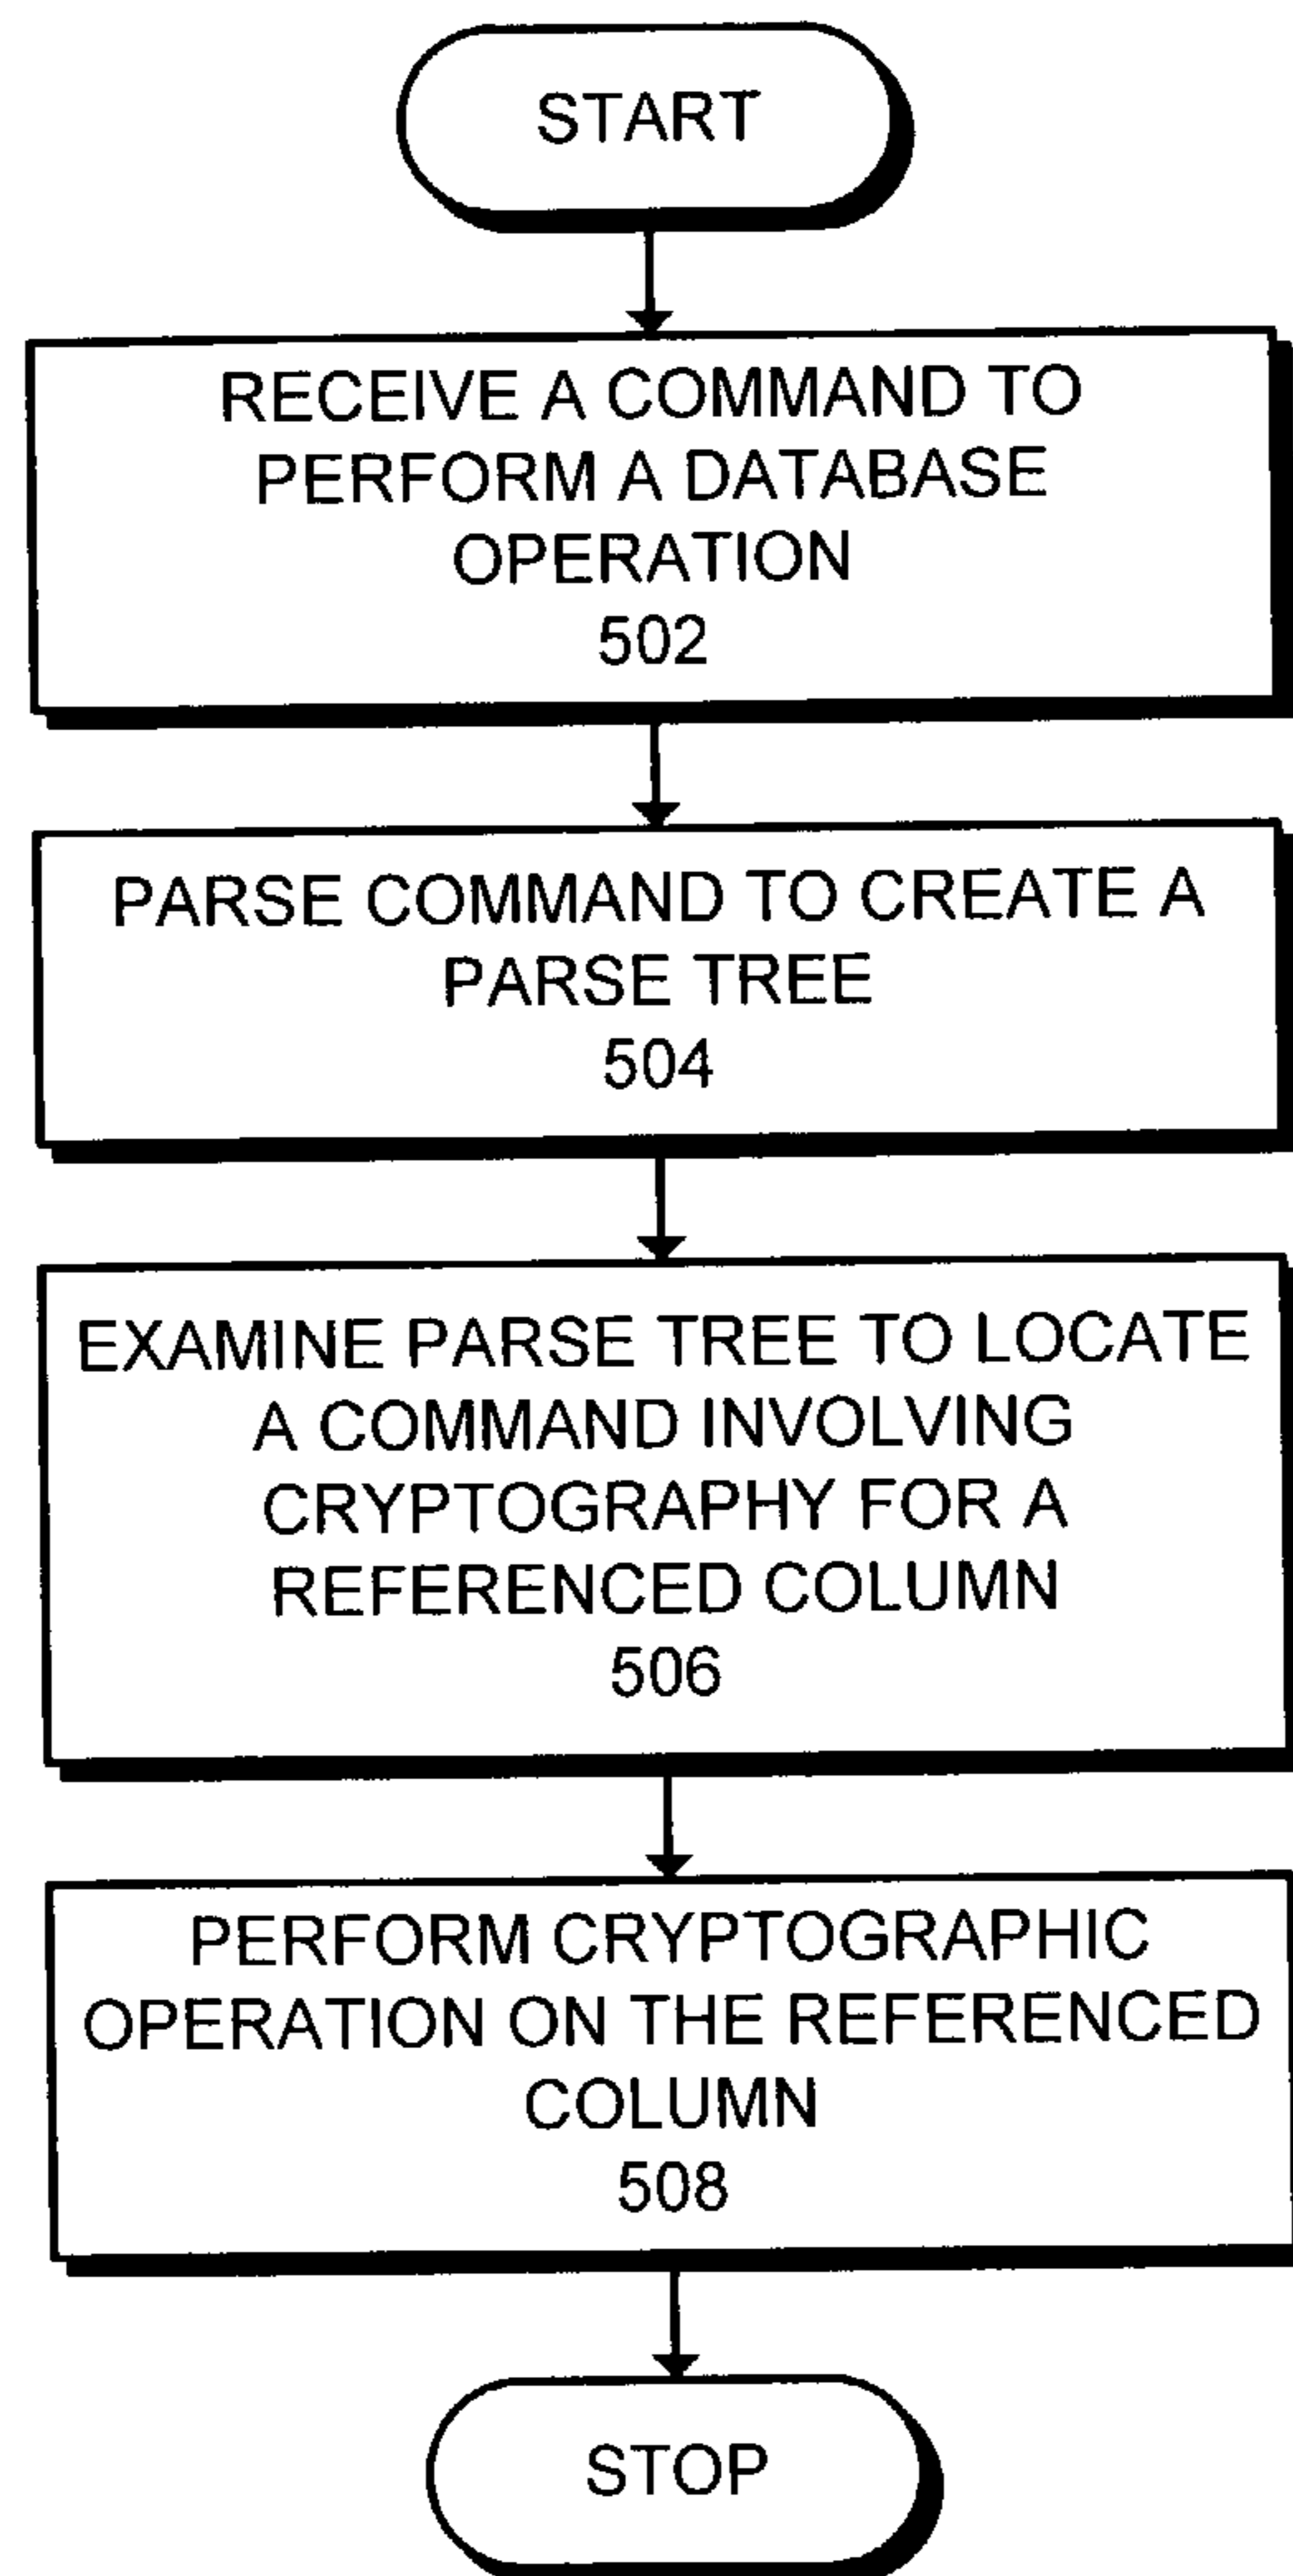 START
RECEIVE A COMMAND TO
PERFORM A DATABASE
OPERATION
502
PARSE COMMAND TO CREATE A
PARSE TREE
504
EXAMINE PARSE TREE TO LOCATE
A COMMAND INVOLVING
CRYPTOGRAPHY FOR A
REFERENCED COLUMN
506
PERFORM CRYPTOGRAPHIC
OPERATION ON THE REFERENCED
COLUMN
508
STOP